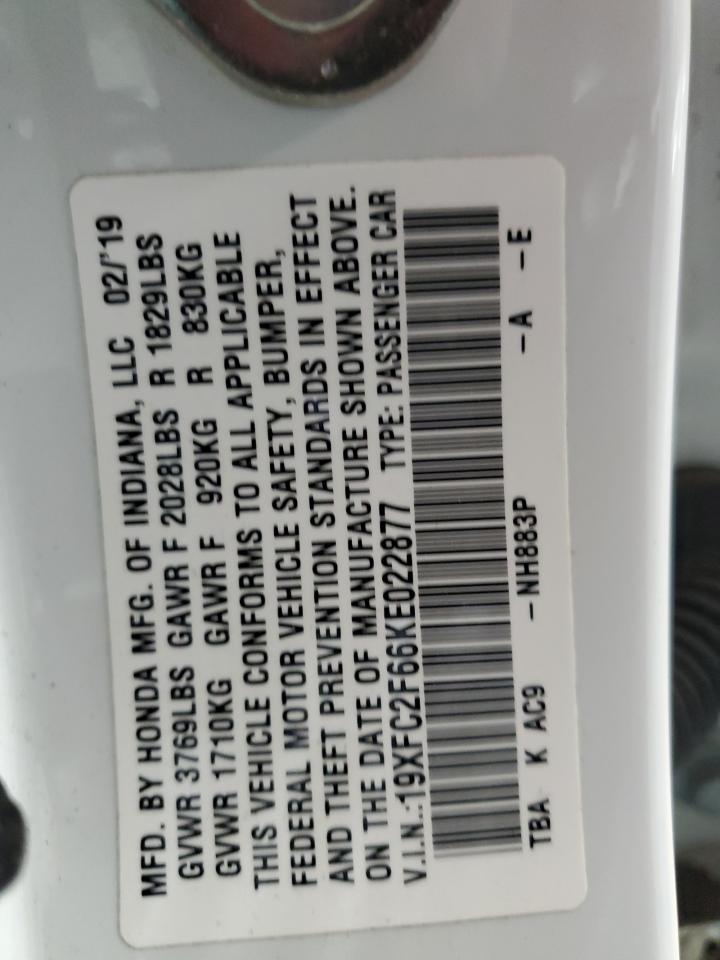 MFD. BY HONDA MFG. OF INDIANA, LLC 02/'19
GVWR 3769LBS GAWR F 2028LBS R 1829LBS
GVWR 1710KG GAWR F 920KG R 830KG
THIS VEHICLE CONFORMS TO ALL APPLICABLE
FEDERAL MOTOR VEHICLE SAFETY, BUMPER,
AND THEFT PREVENTION STANDARDS IN EFFECT
ON THE DATE OF MANUFACTURE SHOWN ABOVE.
V.I.N.:19XFC2F66KE022877 TYPE: PASSENGER CAR
TBA K AC9 -NH883P -A -E